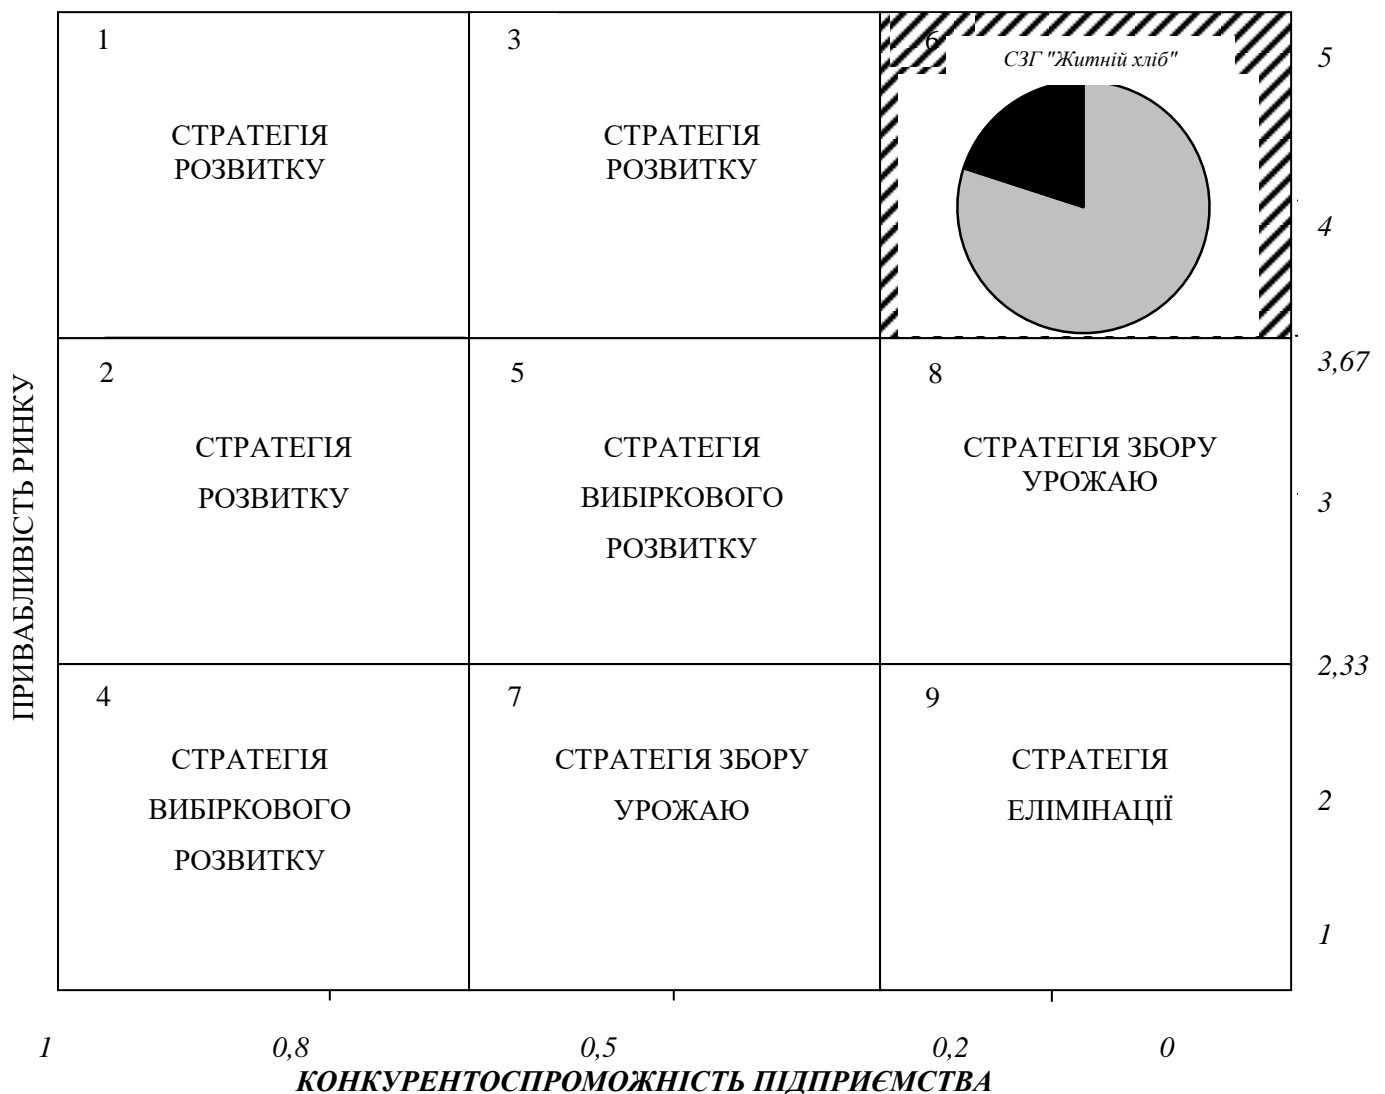 1
СТРАТЕГІЯ
РОЗВИТКУ
3
СТРАТЕГІЯ
РОЗВИТКУ
6
СЗГ "Житній хліб"
5
4
3,67
2
СТРАТЕГІЯ
РОЗВИТКУ
5
СТРАТЕГІЯ
ВИБІРКОВОГО
РОЗВИТКУ
8
СТРАТЕГІЯ ЗБОРУ
УРОЖАЮ
3
2,33
ПРИВАБЛИВІСТЬ РИНКУ
4
СТРАТЕГІЯ
ВИБІРКОВОГО
РОЗВИТКУ
7
СТРАТЕГІЯ ЗБОРУ
УРОЖАЮ
9
СТРАТЕГІЯ
ЕЛІМІНАЦІЇ
2
1
1 0,8 0,5 0,2 0
КОНКУРЕНТОСПРОМОЖНІСТЬ ПІДПРИЄМСТВА